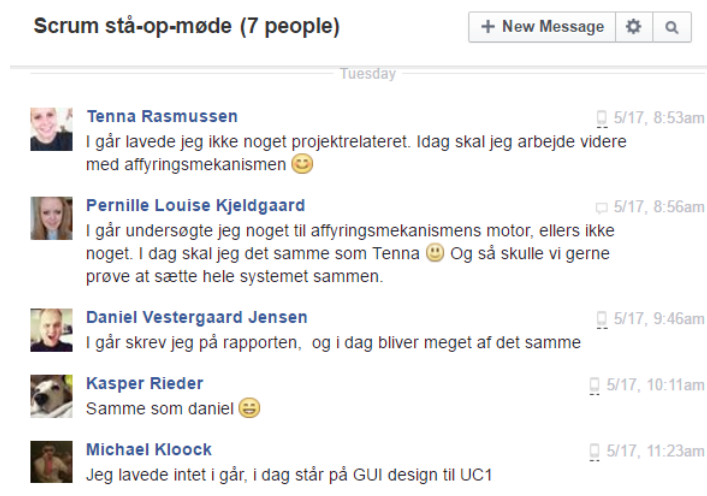 Scrum stå-op-møde (7 people)
+ New Message
Tuesday
Tenna Rasmussen
5/17, 8:53am
I går lavede jeg ikke noget projektrelateret. Idag skal jeg arbejde videre
med affyringsmekanismen
Pernille Louise Kjeldgaard
5/17, 8:56am
I går undersøgte jeg noget til affyringsmekanismens motor, ellers ikke
noget. I dag skal jeg det samme som Tenna Og så skulle vi gerne
prøve at sætte hele systemet sammen.
Daniel Vestergaard Jensen
5/17, 9:46am
I går skrev jeg på rapporten, og i dag bliver meget af det samme
Kasper Rieder
5/17, 10:11am
Samme som daniel
Michael Kloock
5/17, 11:23am
Jeg lavede intet i går, i dag står på GUI design til UC1